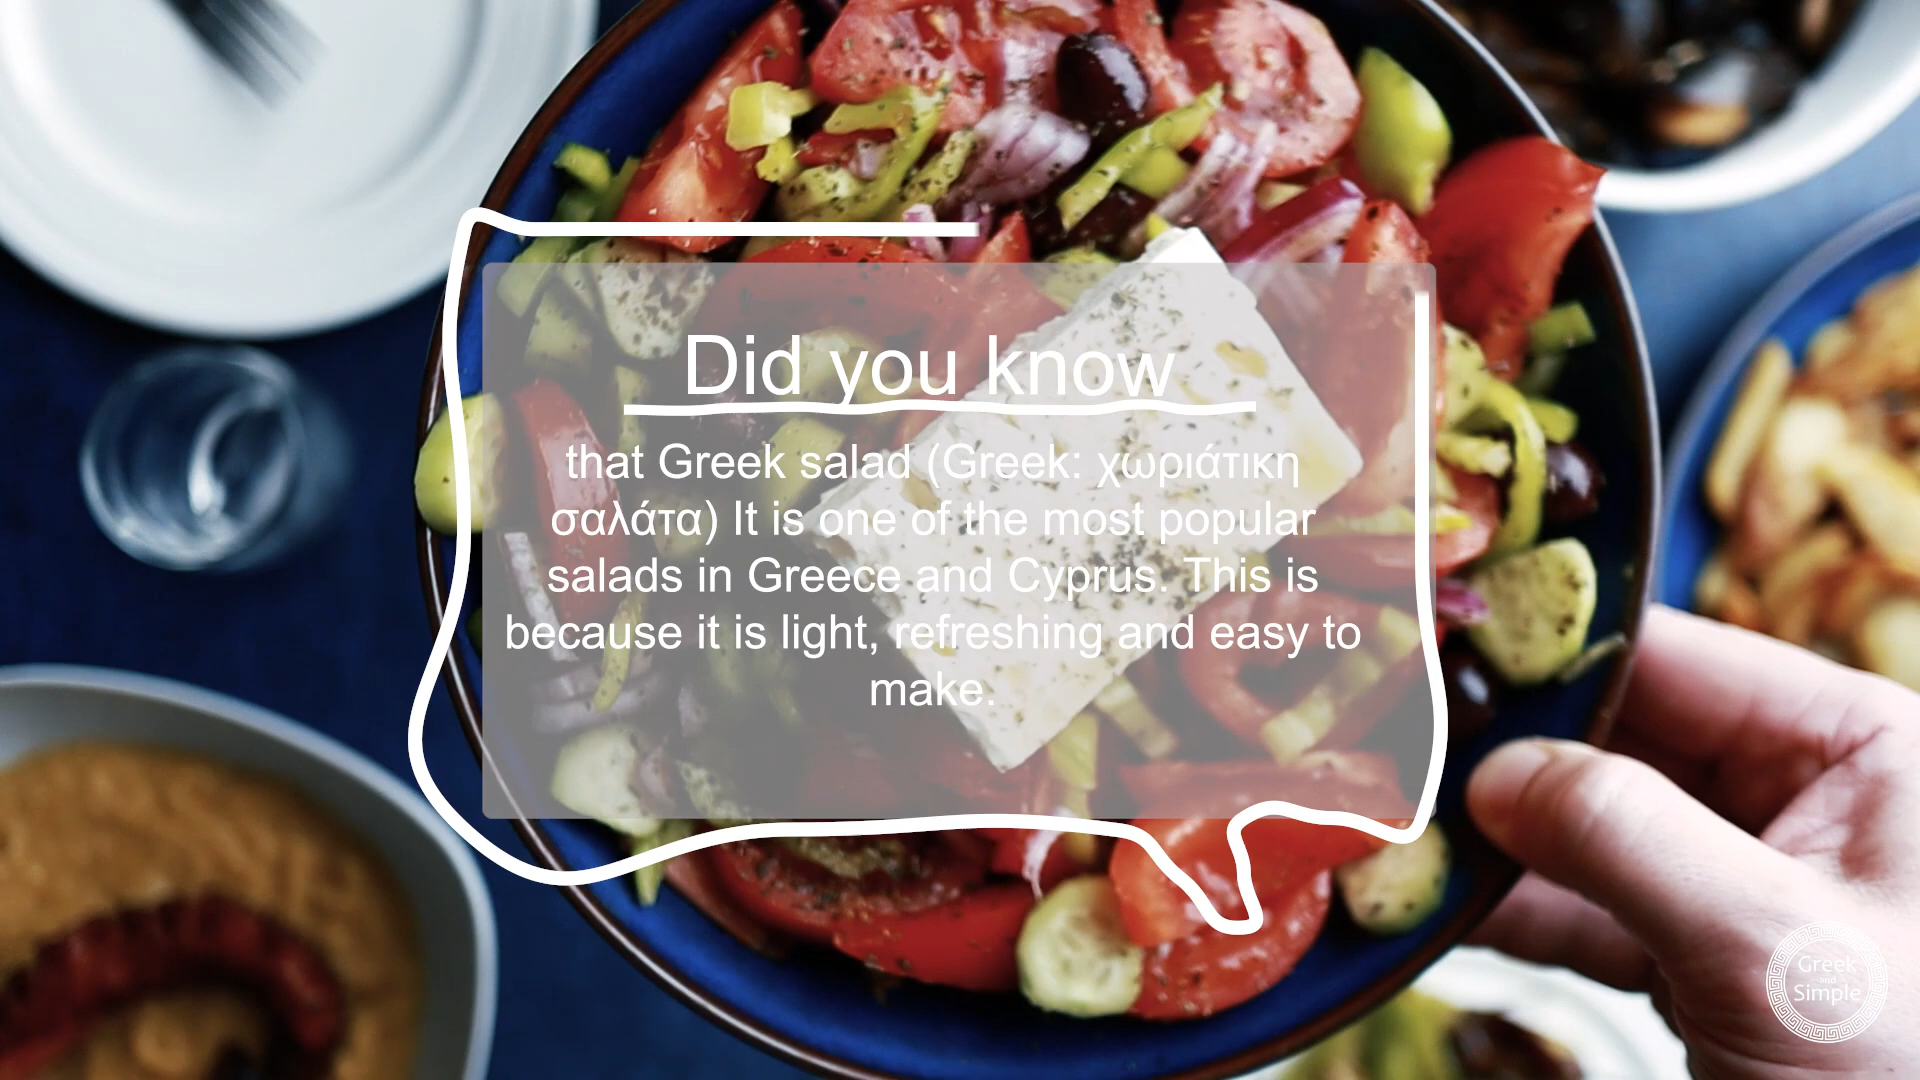 Did you know
that Greek salad (Greek: χωριάτικη
σαλάτα) It is one of the most popular
salads in Greece and Cyprus. This is
because it is light, refreshing and easy to
make.
Greek
and
Simple